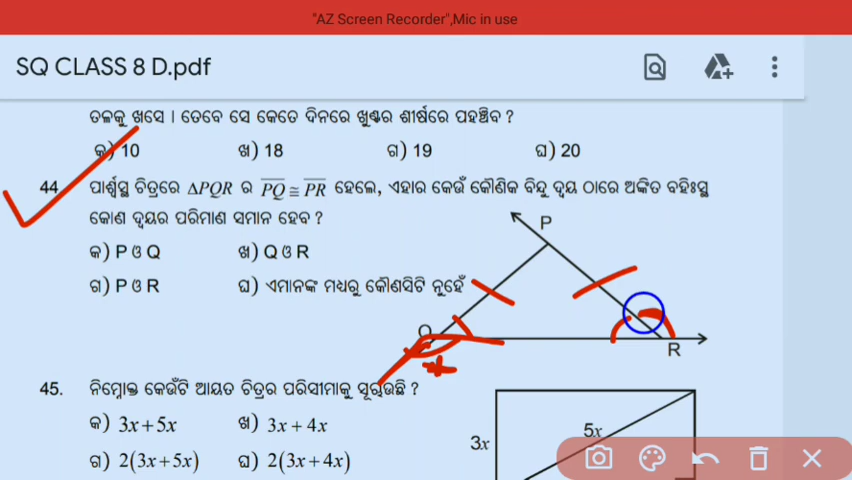 "AZ Screen Recorder",Mic in use
SQ CLASS 8 D.pdf
ତଳକୁ ଖସେ । ତେବେ ସେ କେତେ ଦିନରେ ଖୁଣ୍ଟର ଶୀର୍ଷରେ ପହଞ୍ଚିବ ?
କ) 10 ଖ) 18 ଗ) 19 ଘ) 20
44 ପାର୍ଶ୍ୱସ୍ଥ ଚିତ୍ରରେ ΔPQR ର \overline{PQ} ≅ \overline{PR} ହେଲେ, ଏହାର କେଉଁ କୌଣିକ ବିନ୍ଦୁ ଦ୍ୱୟ ଠାରେ ଅଙ୍କିତ ବହିଃସ୍ଥ
କୋଣ ଦ୍ୱୟର ପରିମାଣ ସମାନ ହେବ ?
କ) P ଓ Q ଖ) Q ଓ R
ଗ) P ଓ R ଘ) ଏମାନଙ୍କ ମଧ୍ୟରୁ କୌଣସିଟି ନୁହେଁ
P
Q
R
45. ନିମ୍ନୋକ୍ତ କେଉଁଟି ଆୟତ ଚିତ୍ରର ପରିସୀମାକୁ ସୂଚାଉଛି ?
କ) 3x + 5x ଖ) 3x + 4x
ଗ) 2(3x + 5x) ଘ) 2(3x + 4x)
3x
5x